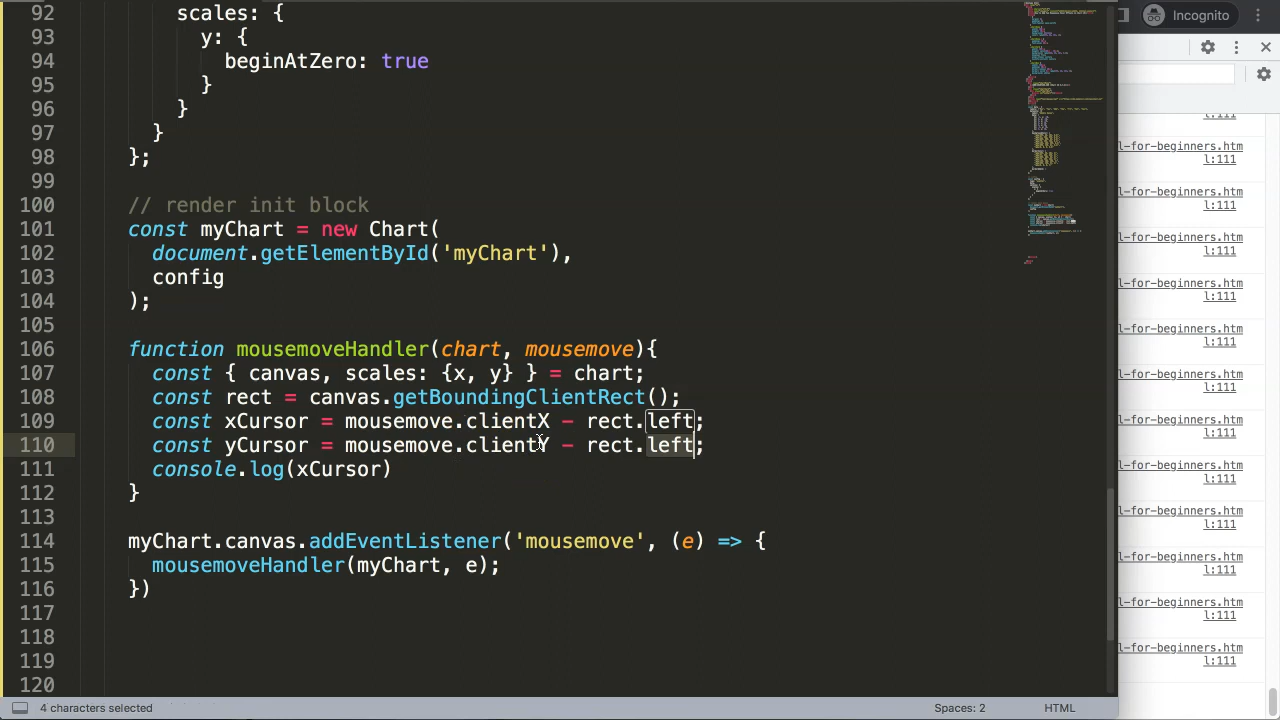 92 scales: {
93 y: {
94 beginAtZero: true
95 }
96 }
97 }
98 };
99
100 // render init block
101 const myChart = new Chart(
102 document.getElementById('myChart'),
103 config
104 );
105
106 function mousemoveHandler(chart, mousemove){
107 const { canvas, scales: {x, y} } = chart;
108 const rect = canvas.getBoundingClientRect();
109 const xCursor = mousemove.clientX - rect.left;
110 const yCursor = mousemove.clientY - rect.left;
111 console.log(xCursor)
112 }
113
114 myChart.canvas.addEventListener('mousemove', (e) => {
115 mousemoveHandler(myChart, e);
116 })
117
118
119
120
4 characters selected
Spaces: 2
HTML
Incognito
l:111
l-for-beginners.htm
l:111
l-for-beginners.htm
l:111
l-for-beginners.htm
l:111
l-for-beginners.htm
l:111
l-for-beginners.htm
l:111
l-for-beginners.htm
l:111
l-for-beginners.htm
l:111
l-for-beginners.htm
l:111
l-for-beginners.htm
l:111
l-for-beginners.htm
l:111
l-for-beginners.htm
l:111
l-for-beginners.htm
l:111